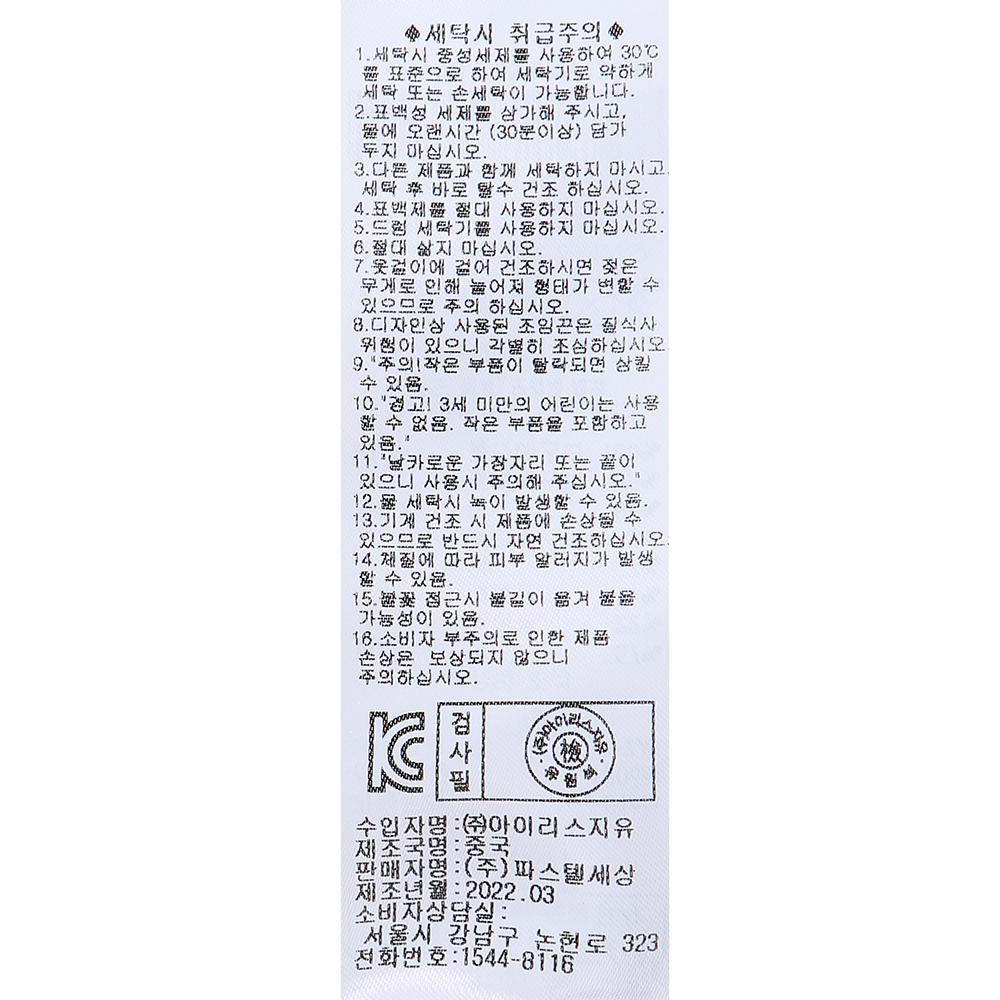 ♠세탁시 취급주의♠
1.세탁시 중성세제를 사용하여 30℃
를 표준으로 하여 세탁기로 약하게
세탁 또는 손세탁이 가능합니다.
2.표백성 세제를 삼가해 주시고,
물에 오랜시간 (30분이상) 담가
두지 마십시오.
3.다른 제품과 함께 세탁하지 마시고
세탁 후 바로 탈수 건조 하십시오.
4.표백제를 절대 사용하지 마십시오.
5.드럼 세탁기를 사용하지 마십시오.
6.절대 삶지 마십시오.
7.옷걸이에 걸어 건조하시면 젖은
무게로 인해 늘어져 형태가 변할 수
있으므로 주의 하십시오.
8.디자인상 사용된 조임끈은 질식사
위험이 있으니 각별히 조심하십시오
9."주의!작은 부품이 탈락되면 삼킬
수 있음.
10."경고! 3세 미만의 어린이는 사용
할 수 없음. 작은 부품을 포함하고
있음."
11."날카로운 가장자리 또는 끝이
있으니 사용시 주의해 주십시오."
12.물 세탁시 녹이 발생할 수 있음.
13.기계 건조 시 제품에 손상될 수
있으므로 반드시 자연 건조하십시오
14.체질에 따라 피부 알러지가 발생
할 수 있음.
15.불꽃 접근시 불길이 옮겨 붙을
가능성이 있음.
16.소비자 부주의로 인한 제품
손상은 보상되지 않으니
주의하십시오.
KC
검사필
(주)아이리스지유
檢
수입자명:㈜아이리스지유
제조국명:중국
판매자명:(주)파스텔세상
제조년월:2022.03
소비자상담실:
서울시 강남구 논현로 323
전화번호:1544-8116